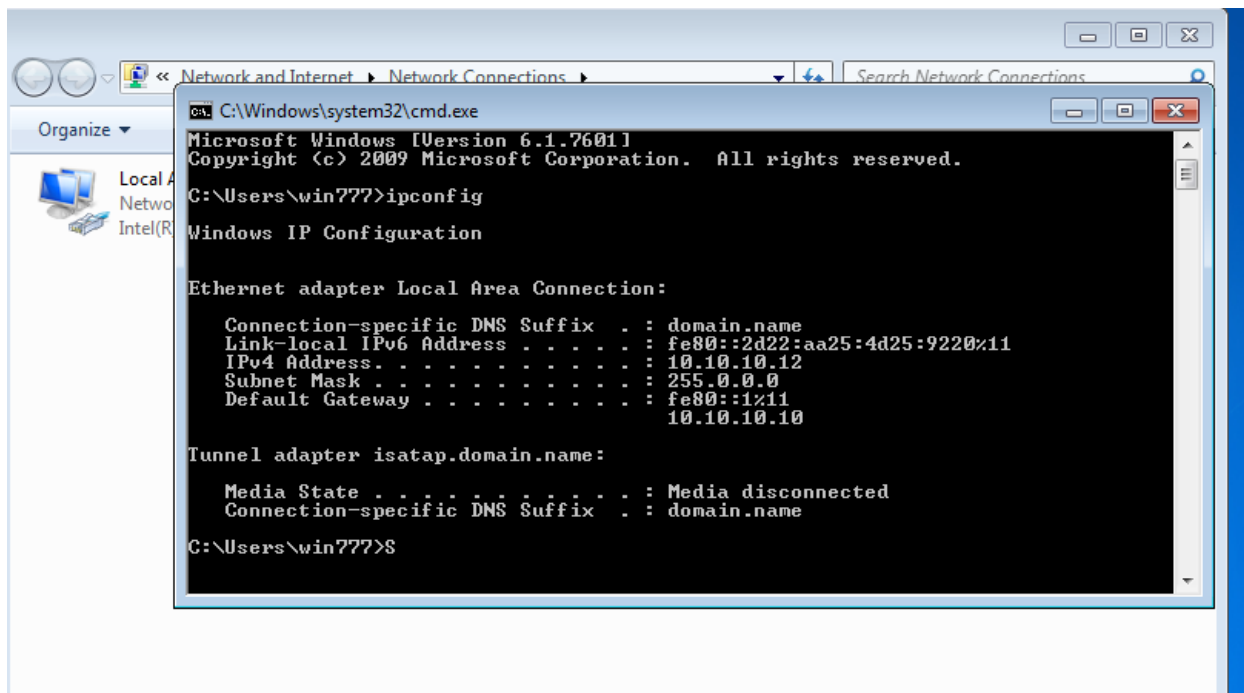 « Network and Internet ▸ Network Connections ▸
Search Network Connections
Organize ▼
Local A
Netwo
Intel(R)
C:\Windows\system32\cmd.exe
Microsoft Windows [Version 6.1.7601]
Copyright (c) 2009 Microsoft Corporation.  All rights reserved.
C:\Users\win777>ipconfig
Windows IP Configuration
Ethernet adapter Local Area Connection:
   Connection-specific DNS Suffix  . : domain.name
   Link-local IPv6 Address . . . . . : fe80::2d22:aa25:4d25:9220%11
   IPv4 Address. . . . . . . . . . . : 10.10.10.12
   Subnet Mask . . . . . . . . . . . : 255.0.0.0
   Default Gateway . . . . . . . . . : fe80::1%11
                                       10.10.10.10
Tunnel adapter isatap.domain.name:
   Media State . . . . . . . . . . . : Media disconnected
   Connection-specific DNS Suffix  . : domain.name
C:\Users\win777>S